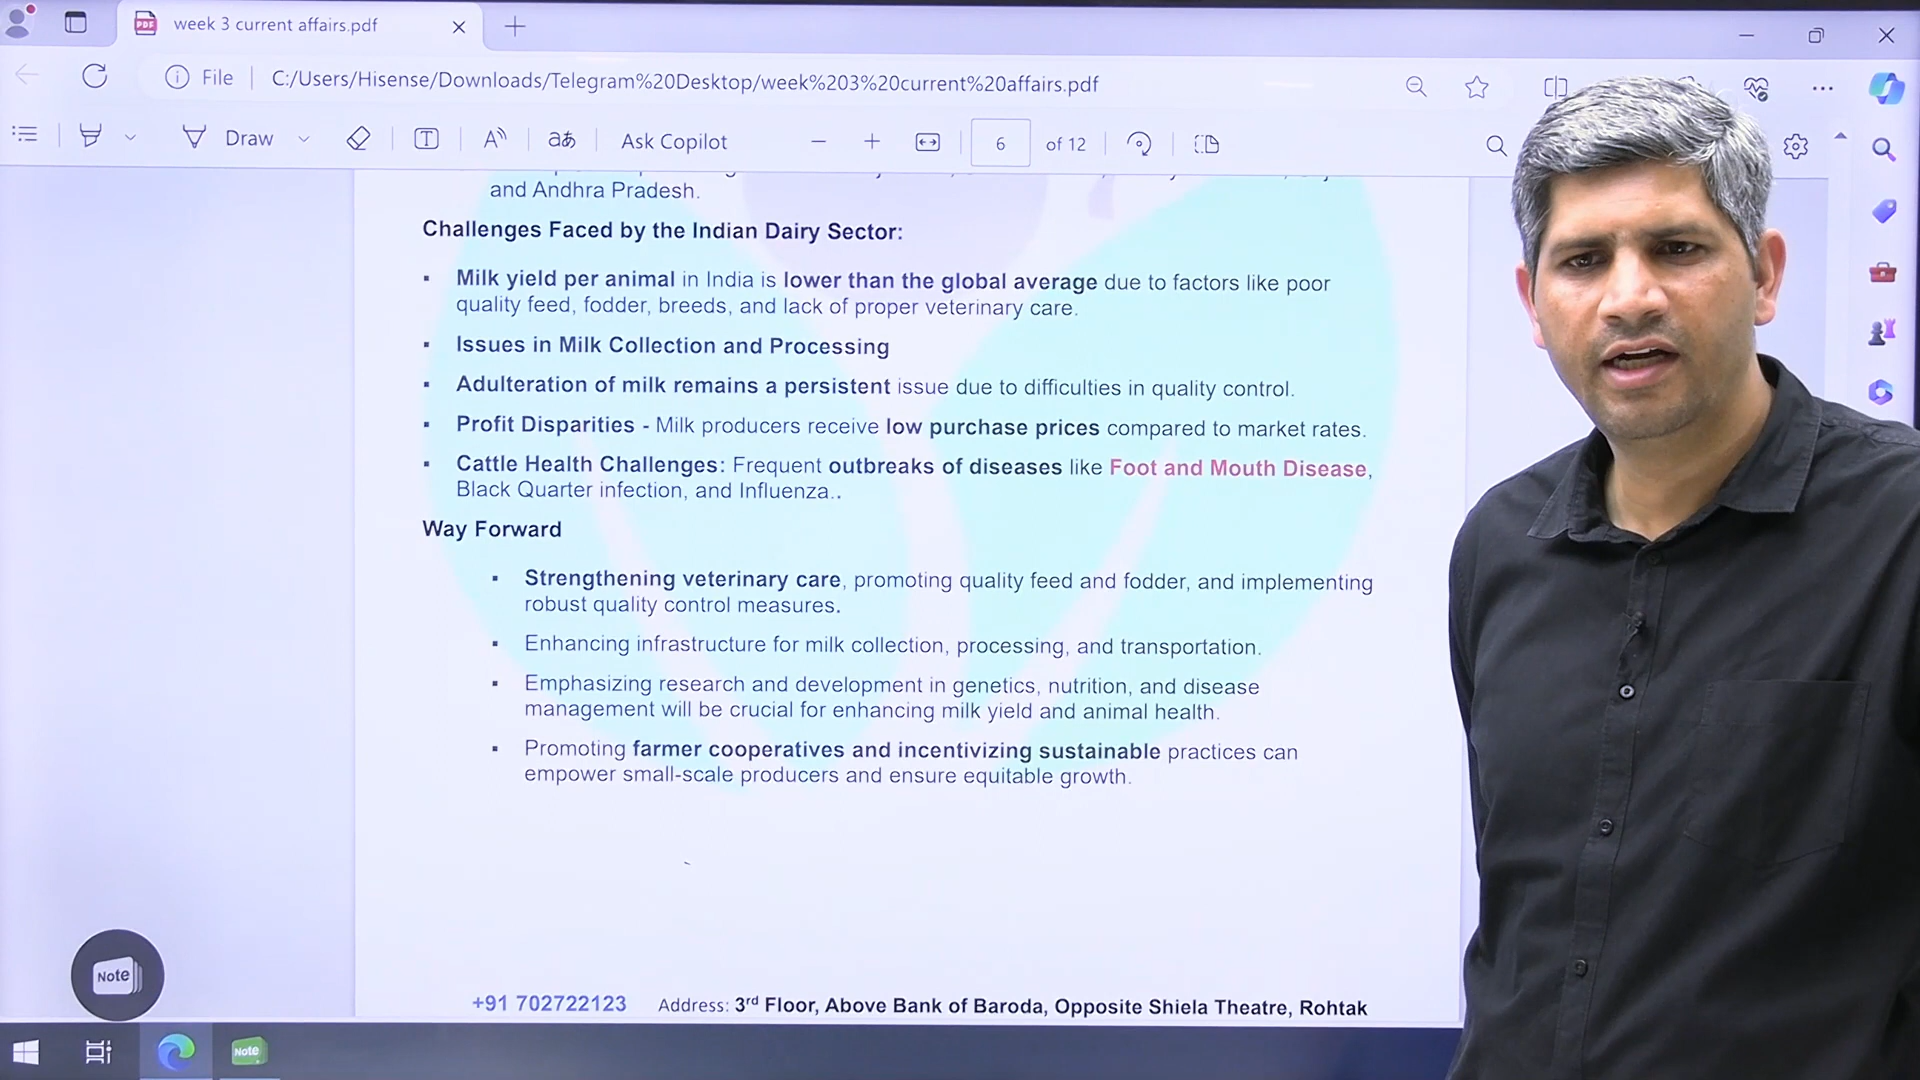 week 3 current affairs.pdf
File
C:/Users/Hisense/Downloads/Telegram%20Desktop/week%203%20current%20affairs.pdf
Draw
Ask Copilot
6
of 12
and Andhra Pradesh.
Challenges Faced by the Indian Dairy Sector:
▪ Milk yield per animal in India is lower than the global average due to factors like poor
quality feed, fodder, breeds, and lack of proper veterinary care.
▪ Issues in Milk Collection and Processing
▪ Adulteration of milk remains a persistent issue due to difficulties in quality control.
▪ Profit Disparities - Milk producers receive low purchase prices compared to market rates.
▪ Cattle Health Challenges: Frequent outbreaks of diseases like Foot and Mouth Disease,
Black Quarter infection, and Influenza..
Way Forward
▪ Strengthening veterinary care, promoting quality feed and fodder, and implementing
robust quality control measures.
▪ Enhancing infrastructure for milk collection, processing, and transportation.
▪ Emphasizing research and development in genetics, nutrition, and disease
management will be crucial for enhancing milk yield and animal health.
▪ Promoting farmer cooperatives and incentivizing sustainable practices can
empower small-scale producers and ensure equitable growth.
Note
+91 702722123 Address: 3rd Floor, Above Bank of Baroda, Opposite Shiela Theatre, Rohtak
Note